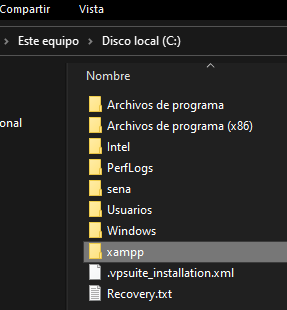 Compartir Vista
Este equipo > Disco local (C:)
Nombre
Archivos de programa
onal
Archivos de programa (x86)
Intel
PerfLogs
sena
Usuarios
Windows
xampp
.vpsuite_installation.xml
Recovery.txt